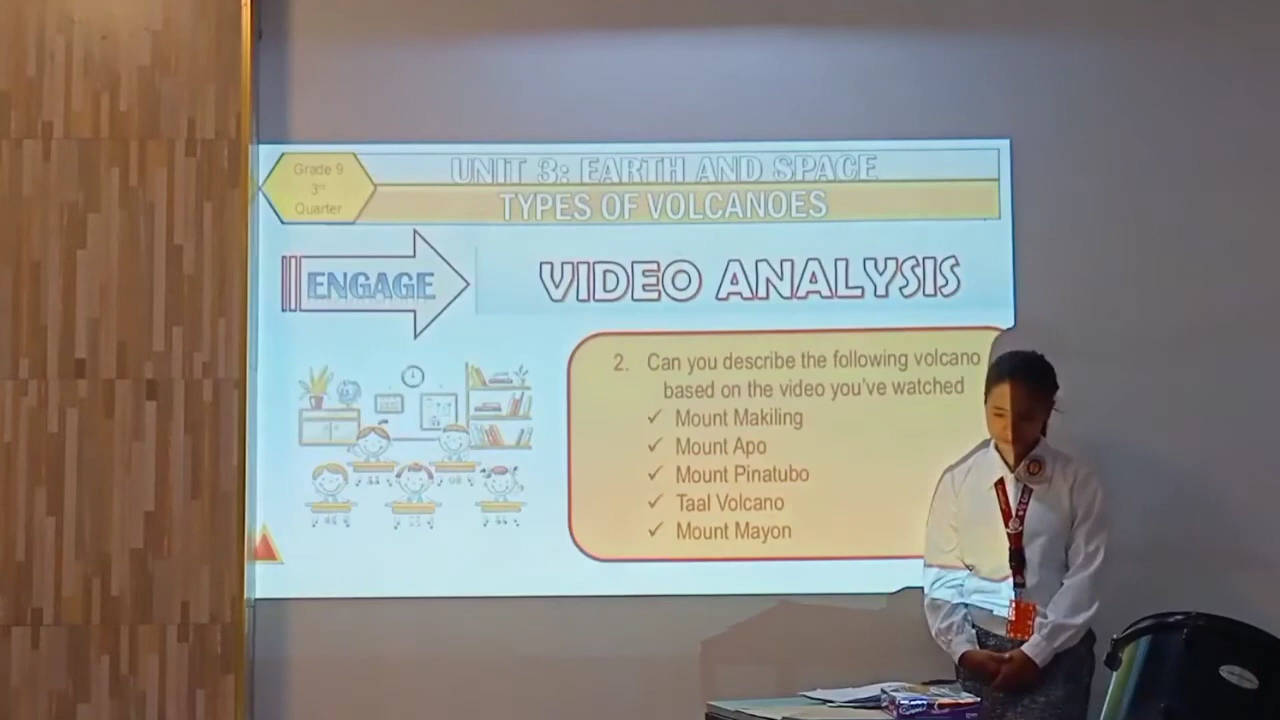 Grade 9
3rd
Quarter
UNIT 3: EARTH AND SPACE
TYPES OF VOLCANOES
ENGAGE
VIDEO ANALYSIS
2. Can you describe the following volcano
based on the video you've watched
✓ Mount Makiling
✓ Mount Apo
✓ Mount Pinatubo
✓ Taal Volcano
✓ Mount Mayon